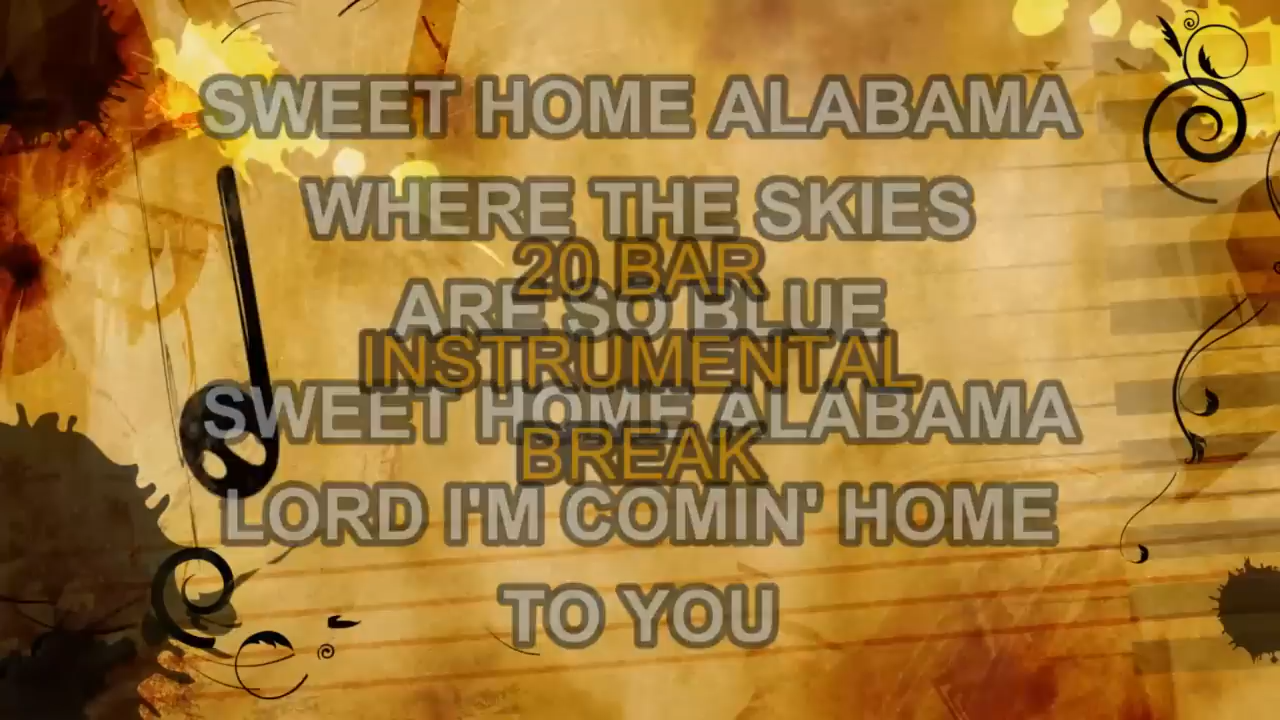 SWEET HOME ALABAMA
WHERE THE SKIES
20 BAR
ARE SO BLUE
INSTRUMENTAL
SWEET HOME ALABAMA
BREAK
LORD I'M COMIN' HOME
TO YOU